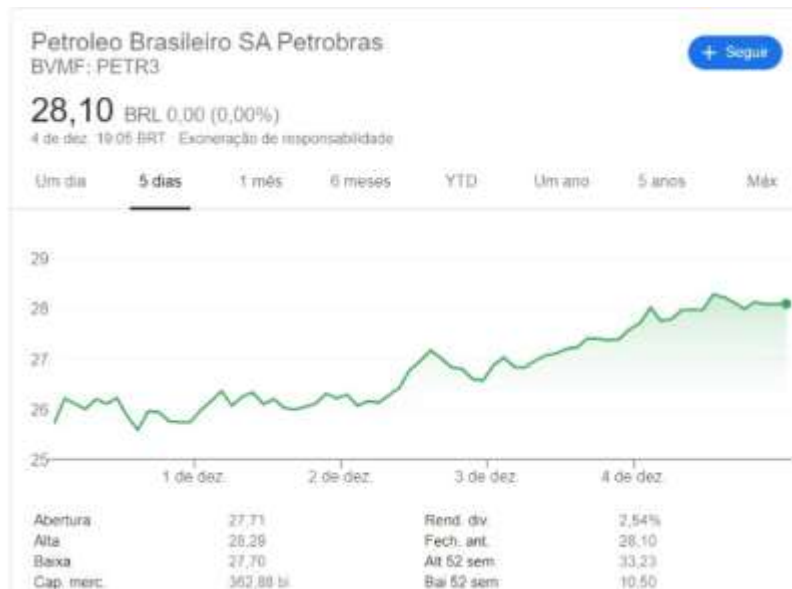 Petroleo Brasileiro SA Petrobras
BVMF: PETR3
+ Seguir
28,10 BRL 0,00 (0,00%)
4 de dez. 19:05 BRT · Exoneração de responsabilidade
Um dia 5 dias 1 mês 6 meses YTD Um ano 5 anos Máx
29
28
27
26
25
1 de dez. 2 de dez. 3 de dez. 4 de dez.
Abertura 27,71 Rend. div. 2,54%
Alta 28,29 Fech. ant. 28,10
Baixa 27,70 Alt 52 sem 33,23
Cap. merc. 362,88 bi Bai 52 sem 10,50